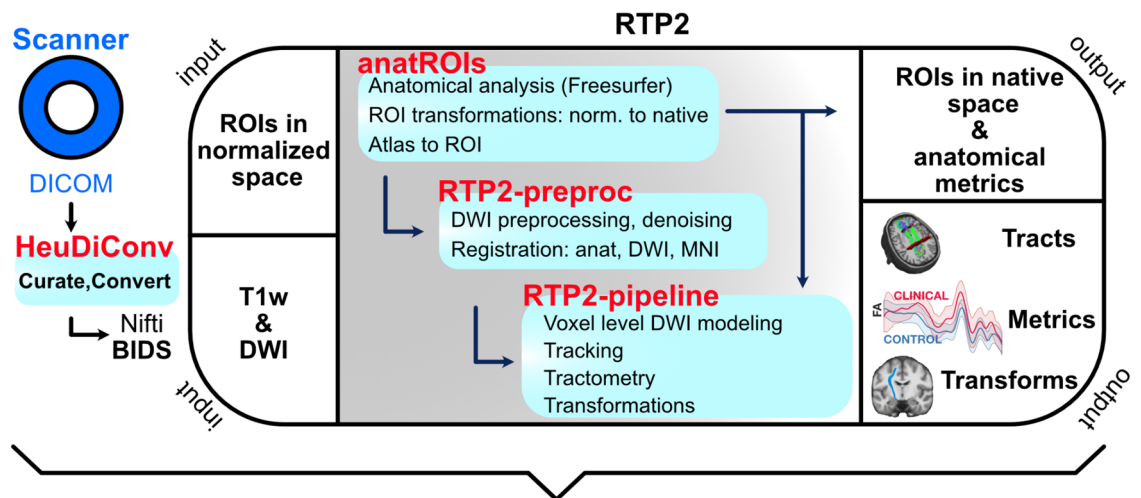 RTP2
Scanner
DICOM
HeuDiConv
Curate,Convert
Nifti
BIDS
input
ROIs in
normalized
space
T1w
&
DWI
input
anatROIs
Anatomical analysis (Freesurfer)
ROI transformations: norm. to native
Atlas to ROI
RTP2-preproc
DWI preprocessing, denoising
Registration: anat, DWI, MNI
RTP2-pipeline
Voxel level DWI modeling
Tracking
Tractometry
Transformations
output
ROIs in native
space
&
anatomical
metrics
Tracts
FA
CLINICAL
CONTROL
Metrics
Transforms
output